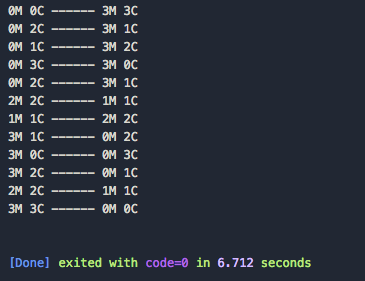 0M 0C ------ 3M 3C
0M 2C ------ 3M 1C
0M 1C ------ 3M 2C
0M 3C ------ 3M 0C
0M 2C ------ 3M 1C
2M 2C ------ 1M 1C
1M 1C ------ 2M 2C
3M 1C ------ 0M 2C
3M 0C ------ 0M 3C
3M 2C ------ 0M 1C
2M 2C ------ 1M 1C
3M 3C ------ 0M 0C
[Done] exited with code=0 in 6.712 seconds